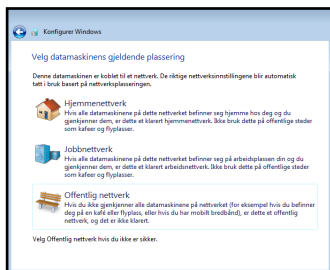 Konfigurer Windows
Velg datamaskinens gjeldende plassering
Denne datamaskinen er koblet til et nettverk. De riktige nettverksinnstillingene blir automatisk
tatt i bruk basert på nettverksplasseringen.
Hjemmenettverk
Hvis alle datamaskinene på dette nettverket befinner seg hjemme hos deg og du
gjenkjenner dem, er dette et klarert hjemmenettverk. Ikke bruk dette på offentlige steder
som kafeer og flyplasser.
Jobbnettverk
Hvis alle datamaskinene på dette nettverket befinner seg på arbeidsplassen din og du
gjenkjenner dem, er dette et klarert arbeidsnettverk. Ikke bruk dette på offentlige steder
som kafeer og flyplasser.
Offentlig nettverk
Hvis du ikke gjenkjenner alle datamaskinene på nettverket (for eksempel hvis du befinner
deg på en kafé eller flyplass, eller hvis du har mobilt bredbånd), er dette et offentlig
nettverk, og det er ikke klarert.
Velg Offentlig nettverk hvis du ikke er sikker.